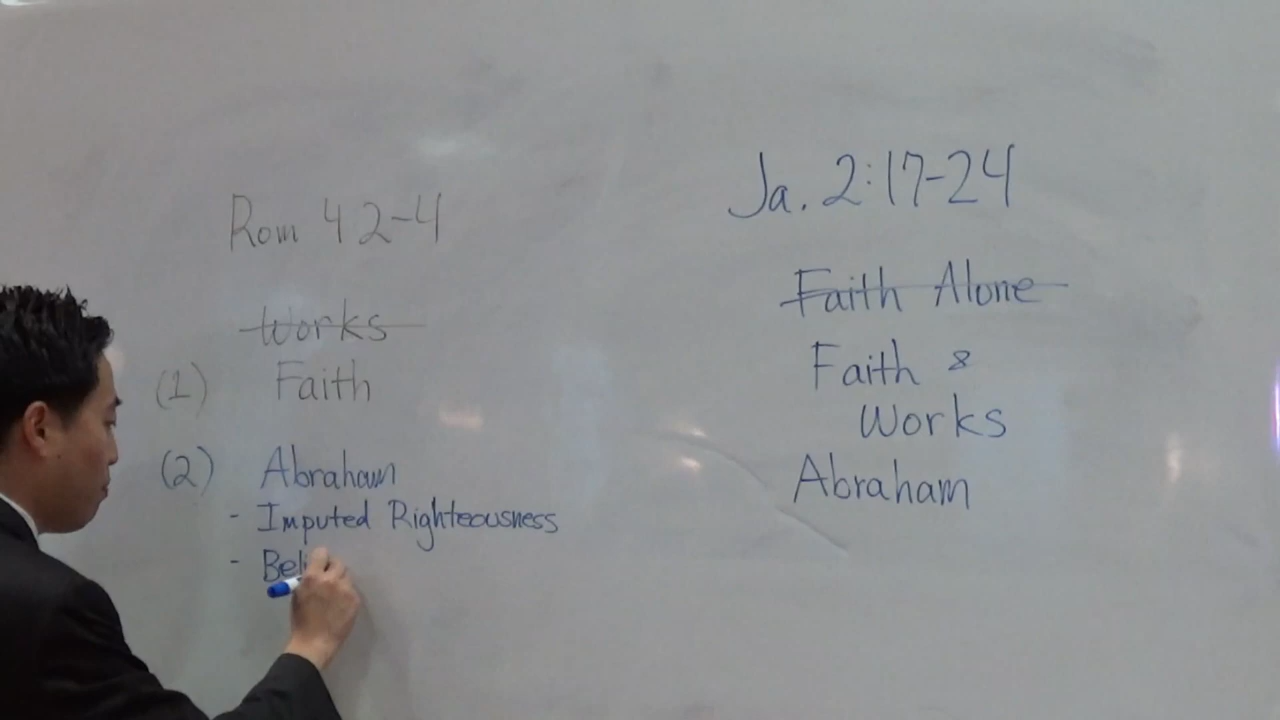 Rom 4 2-4
Works
(1) Faith
(2) Abraham
- Imputed Righteousness
- Bel
Ja. 2:17-24
Faith Alone
Faith &
Works
Abraham